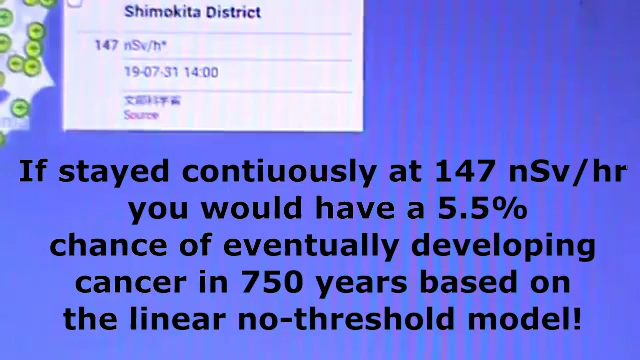 Shimokita District
147 nSv/h*
19-07-31 14:00
文部科学省
Source
If stayed contiuously at 147 nSv/hr
you would have a 5.5%
chance of eventually developing
cancer in 750 years based on
the linear no-threshold model!